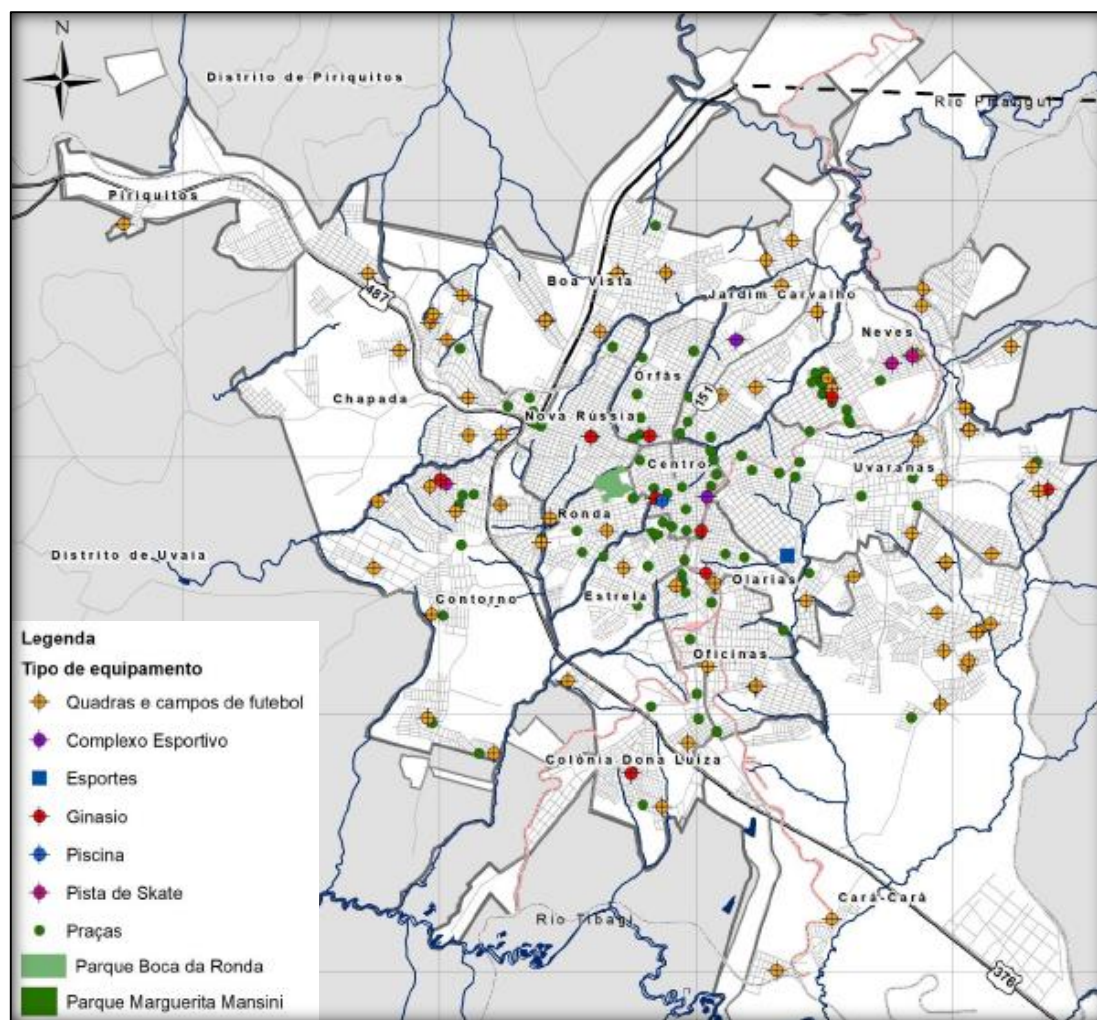 N
Distrito de Piriquitos
Rio Pitangui
Piriquitos
Boa Vista
487
Jardim Carvalho
Neves
Órfãs
151
Chapada
Nova Rússia
Centro
Uvaranas
Ronda
Distrito de Uvaia
Olarias
Contorno
Estrela
Oficinas
Colônia Dona Luiza
Cará-Cará
Rio Tibagi
376
Legenda
Tipo de equipamento
Quadras e campos de futebol
Complexo Esportivo
Esportes
Ginasio
Piscina
Pista de Skate
Praças
Parque Boca da Ronda
Parque Marguerita Mansini